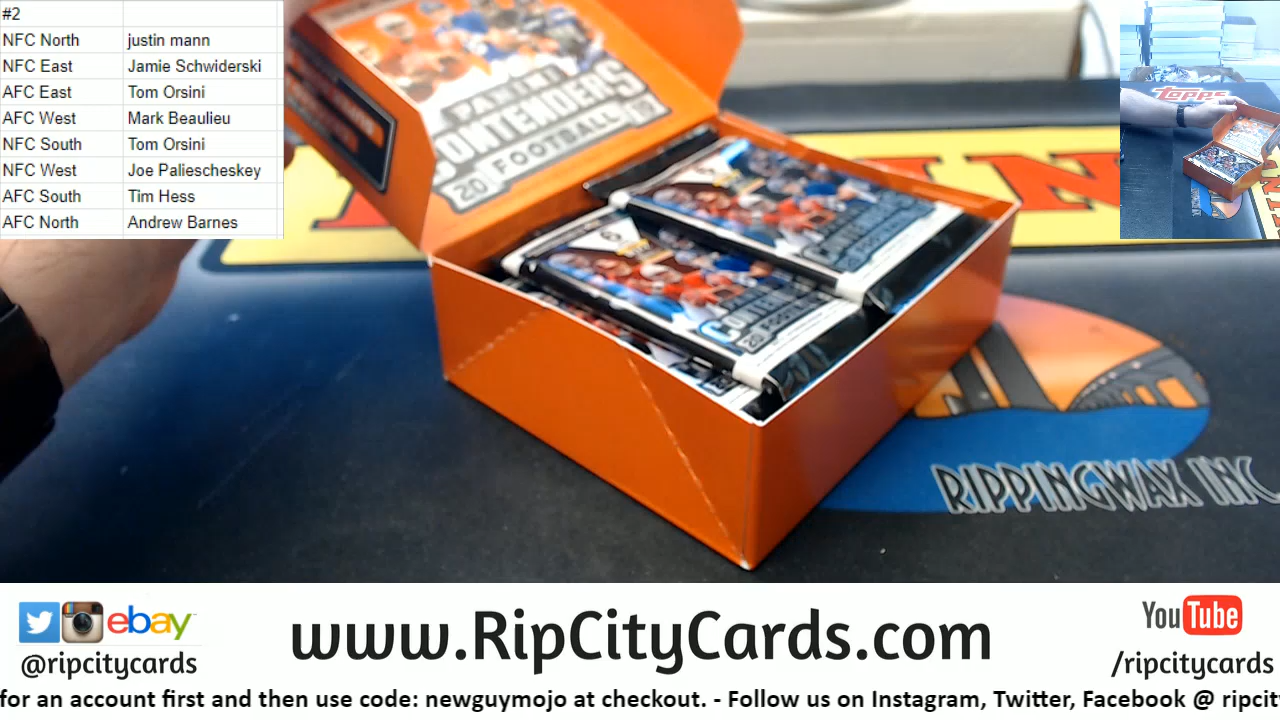 #2
NFC North justin mann
NFC East Jamie Schwiderski
AFC East Tom Orsini
AFC West Mark Beaulieu
NFC South Tom Orsini
NFC West Joe Paliescheskey
AFC South Tim Hess
AFC North Andrew Barnes
PANINI
CONTENDERS
20 17
FOOTBALL
CONTENDERS
20 FOOTBALL
topps
RIPPINGWAX INC
ebay
@ripcitycards
www.RipCityCards.com
YouTube
/ripcitycards
for an account first and then use code: newguymojo at checkout. - Follow us on Instagram, Twitter, Facebook @ ripcit